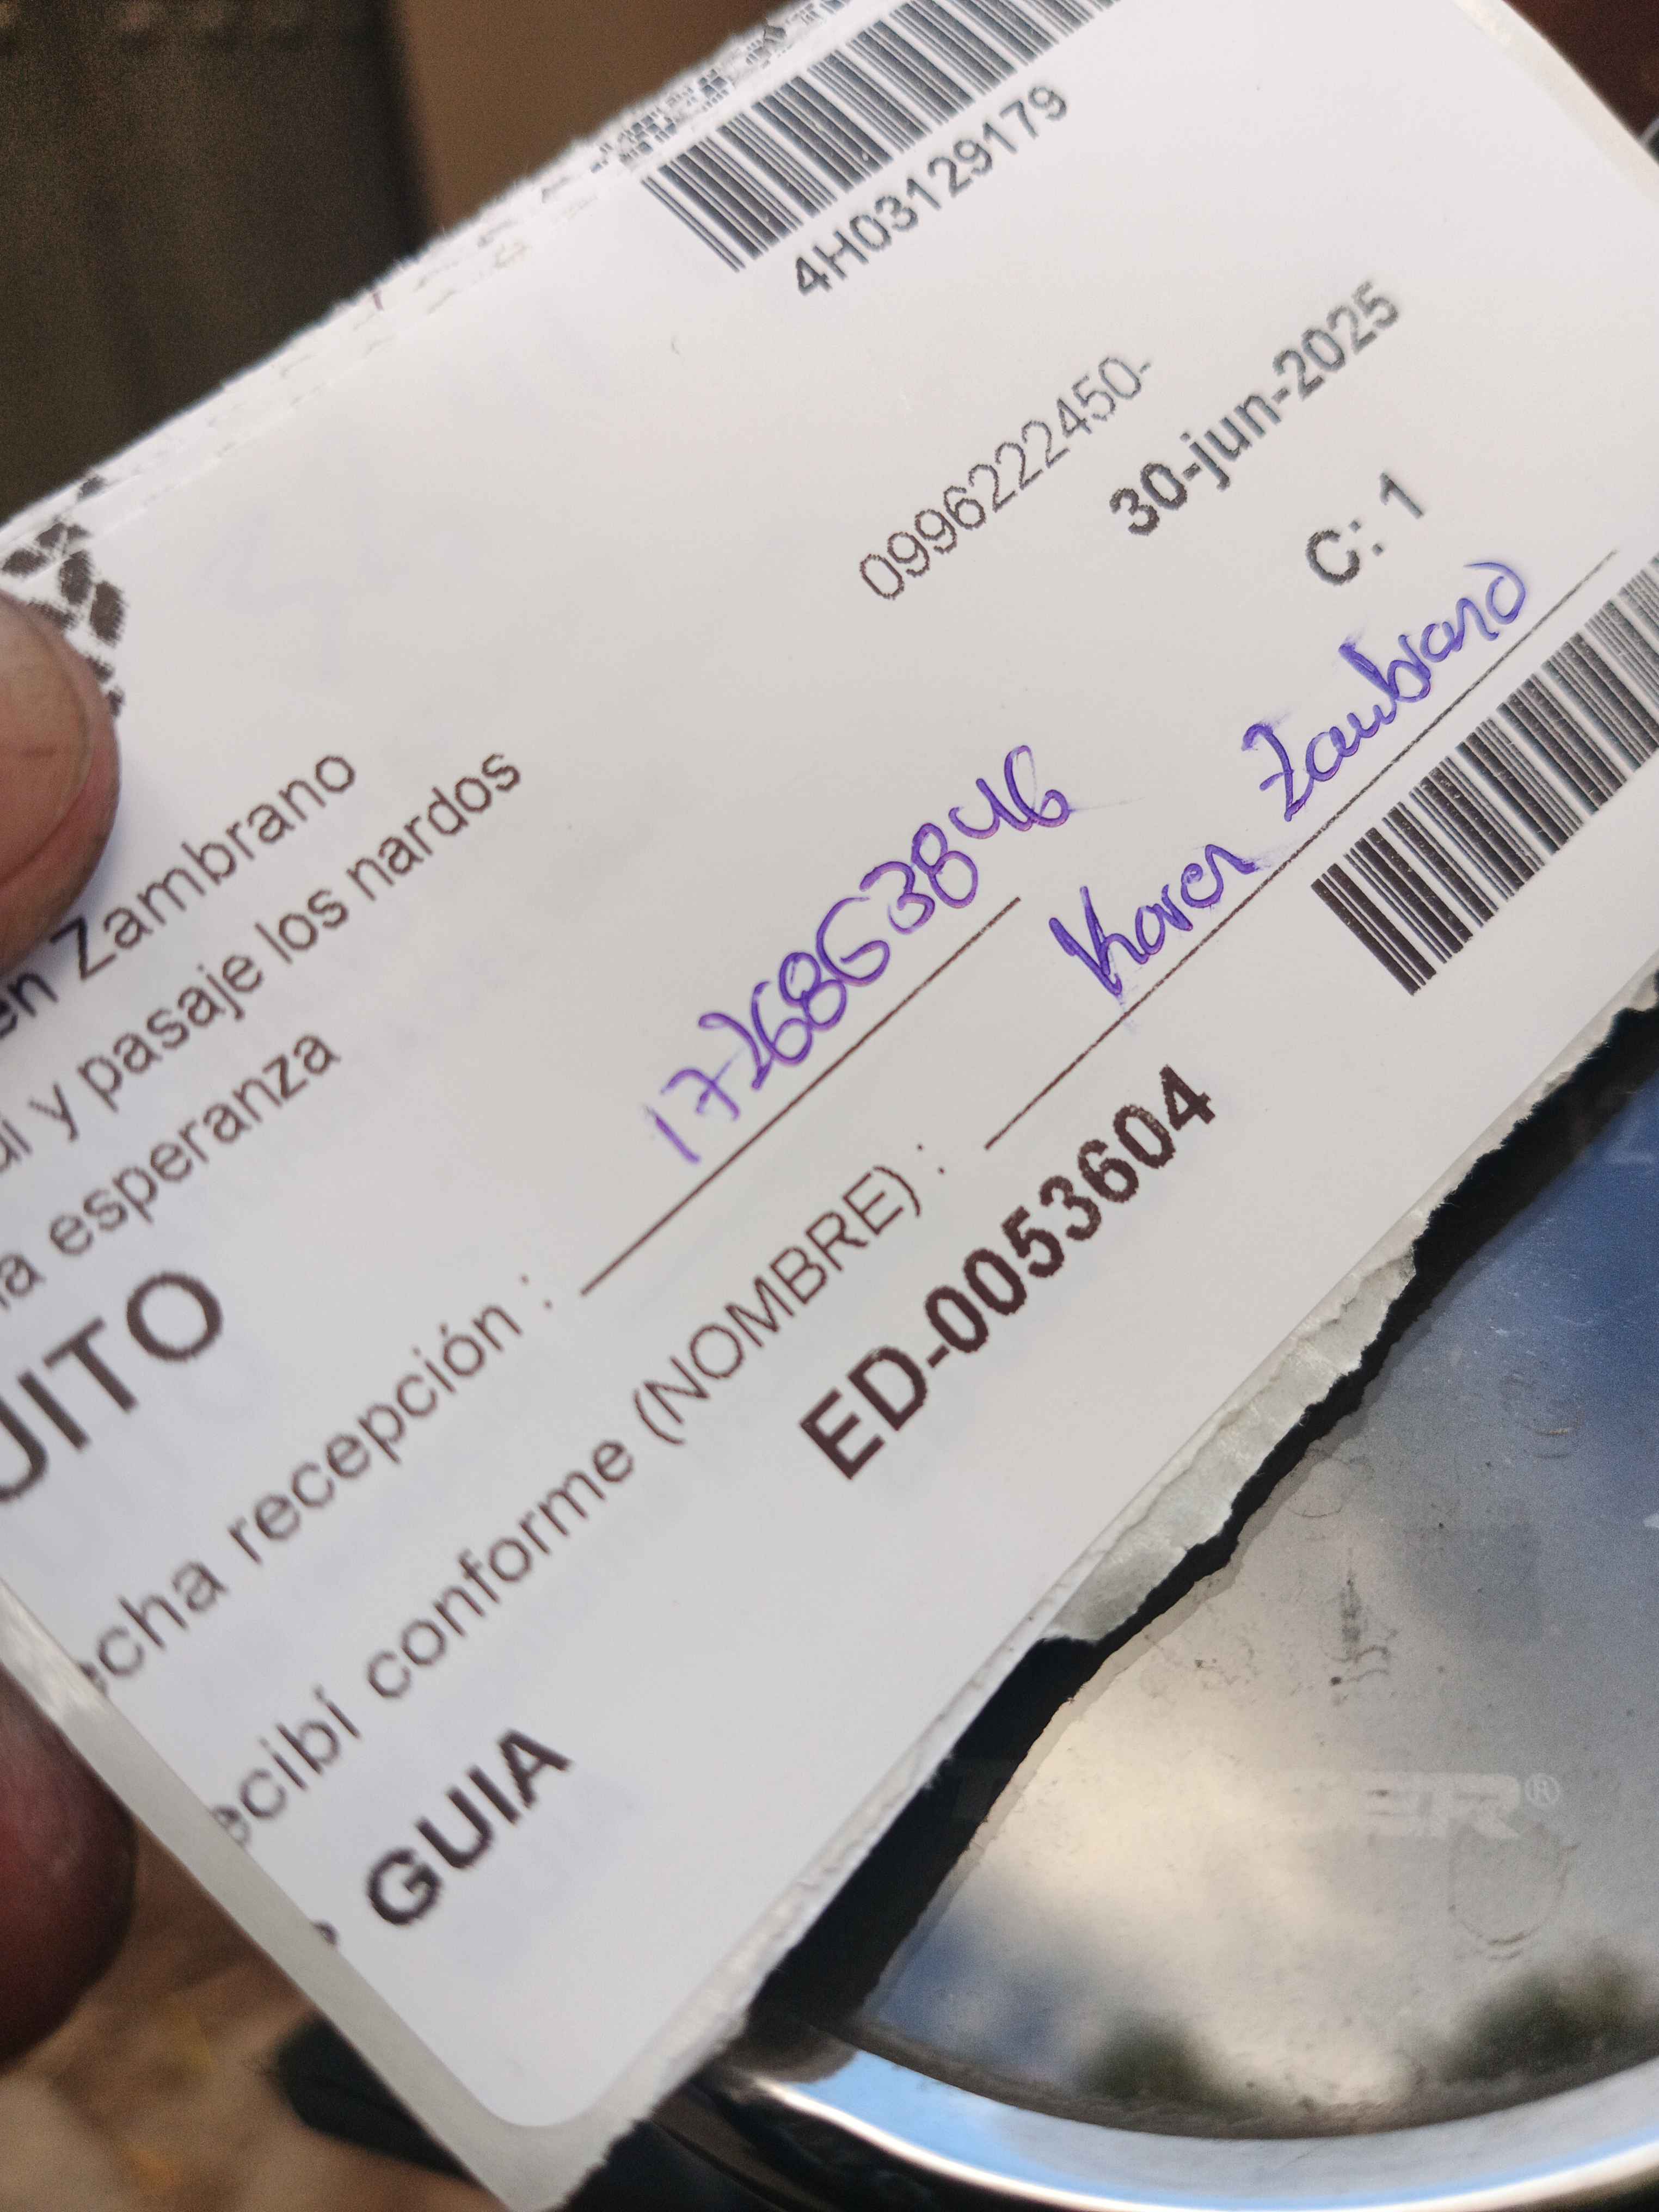 4H03129179
en Zambrano
y pasaje los nardos
0996222450-
a esperanza
30-jun-2025
UITO
C: 1
echa recepción : 1726863846
ecibí conforme (NOMBRE) : Karen Zambrano
GUIA ED-0053604